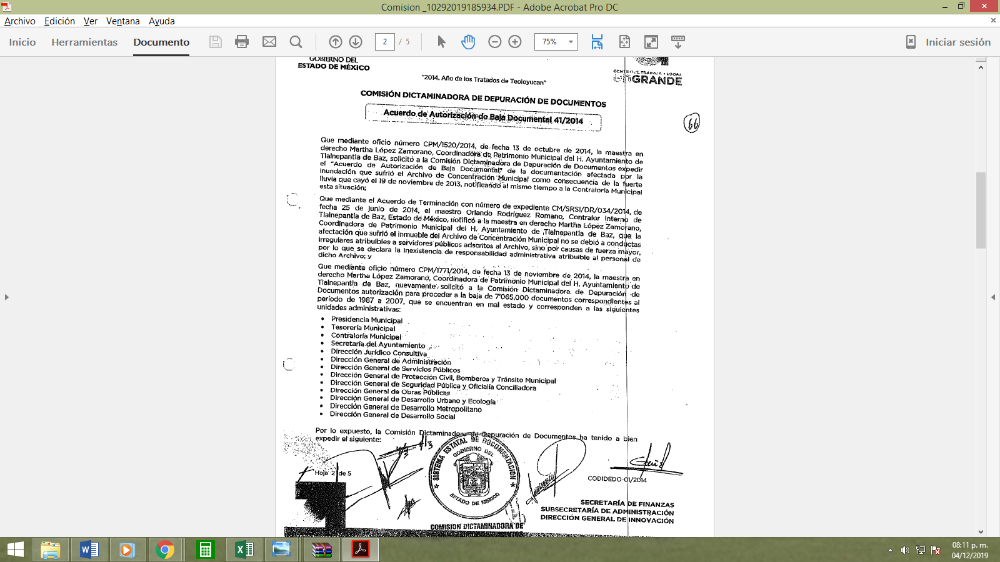 Comision _10292019185934.PDF - Adobe Acrobat Pro DC
Archivo Edición Ver Ventana Ayuda
Inicio Herramientas Documento 2 / 5 75% Iniciar sesión
GOBIERNO DEL
ESTADO DE MÉXICO
"2014. Año de los Tratados de Teoloyucan"
GENTE QUE TRABAJA Y LOGRA
enGRANDE
COMISIÓN DICTAMINADORA DE DEPURACIÓN DE DOCUMENTOS
Acuerdo de Autorización de Baja Documental 41/2014
66
Que mediante oficio número CPM/1520/2014, de fecha 13 de octubre de 2014, la maestra en
derecho Martha López Zamorano, Coordinadora de Patrimonio Municipal del H. Ayuntamiento de
Tlalnepantla de Baz, solicitó a la Comisión Dictaminadora de Depuración de Documentos expedir
el "Acuerdo de Autorización de Baja Documental" de la documentación afectada por la
inundación que sufrió el Archivo de Concentración Municipal como consecuencia de la fuerte
lluvia que cayó el 19 de noviembre de 2013, notificando al mismo tiempo a la Contraloría Municipal
esta situación;
Que mediante el Acuerdo de Terminación con número de expediente CM/SRSI/DR/034/2014, de
fecha 25 de junio de 2014, el maestro Orlando Rodríguez Romano, Contralor Interno de
Tlalnepantla de Baz, Estado de México, notificó a la maestra en derecho Martha López Zamorano,
Coordinadora de Patrimonio Municipal del H. Ayuntamiento de Tlalnepantla de Baz, que la
afectación que sufrió el inmueble del Archivo de Concentración Municipal no se debió a conductas
irregulares atribuibles a servidores públicos adscritos al Archivo, sino por causas de fuerza mayor,
por lo que se declara la inexistencia de responsabilidad administrativa atribuible al personal de
dicho Archivo; y
Que mediante oficio número CPM/1771/2014, de fecha 13 de noviembre de 2014, la maestra en
derecho Martha López Zamorano, Coordinadora de Patrimonio Municipal del H. Ayuntamiento de
Tlalnepantla de Baz, nuevamente solicitó a la Comisión Dictaminadora de Depuración de
Documentos autorización para proceder a la baja de 7'065,000 documentos correspondientes al
período de 1987 a 2007, que se encuentran en mal estado y corresponden a las siguientes
unidades administrativas:
• Presidencia Municipal
• Tesorería Municipal
• Contraloría Municipal
• Secretaría del Ayuntamiento
• Dirección Jurídico Consultiva
• Dirección General de Administración
• Dirección General de Servicios Públicos
• Dirección General de Protección Civil, Bomberos y Tránsito Municipal
• Dirección General de Seguridad Pública y Oficialía Conciliadora
• Dirección General de Obras Públicas
• Dirección General de Desarrollo Urbano y Ecología
• Dirección General de Desarrollo Metropolitano
• Dirección General de Desarrollo Social
Por lo expuesto, la Comisión Dictaminadora de Depuración de Documentos ha tenido a bien
expedir el siguiente:
SISTEMA ESTATAL DE DOCUMENTACION
GOBIERNO DEL
ESTADO DE MEXICO
Hoja 2 de 5
CODIDEDO-01/2014
SECRETARÍA DE FINANZAS
SUBSECRETARÍA DE ADMINISTRACIÓN
DIRECCIÓN GENERAL DE INNOVACIÓN
COMISION DICTAMINADORA DE
08:11 p. m.
04/12/2019